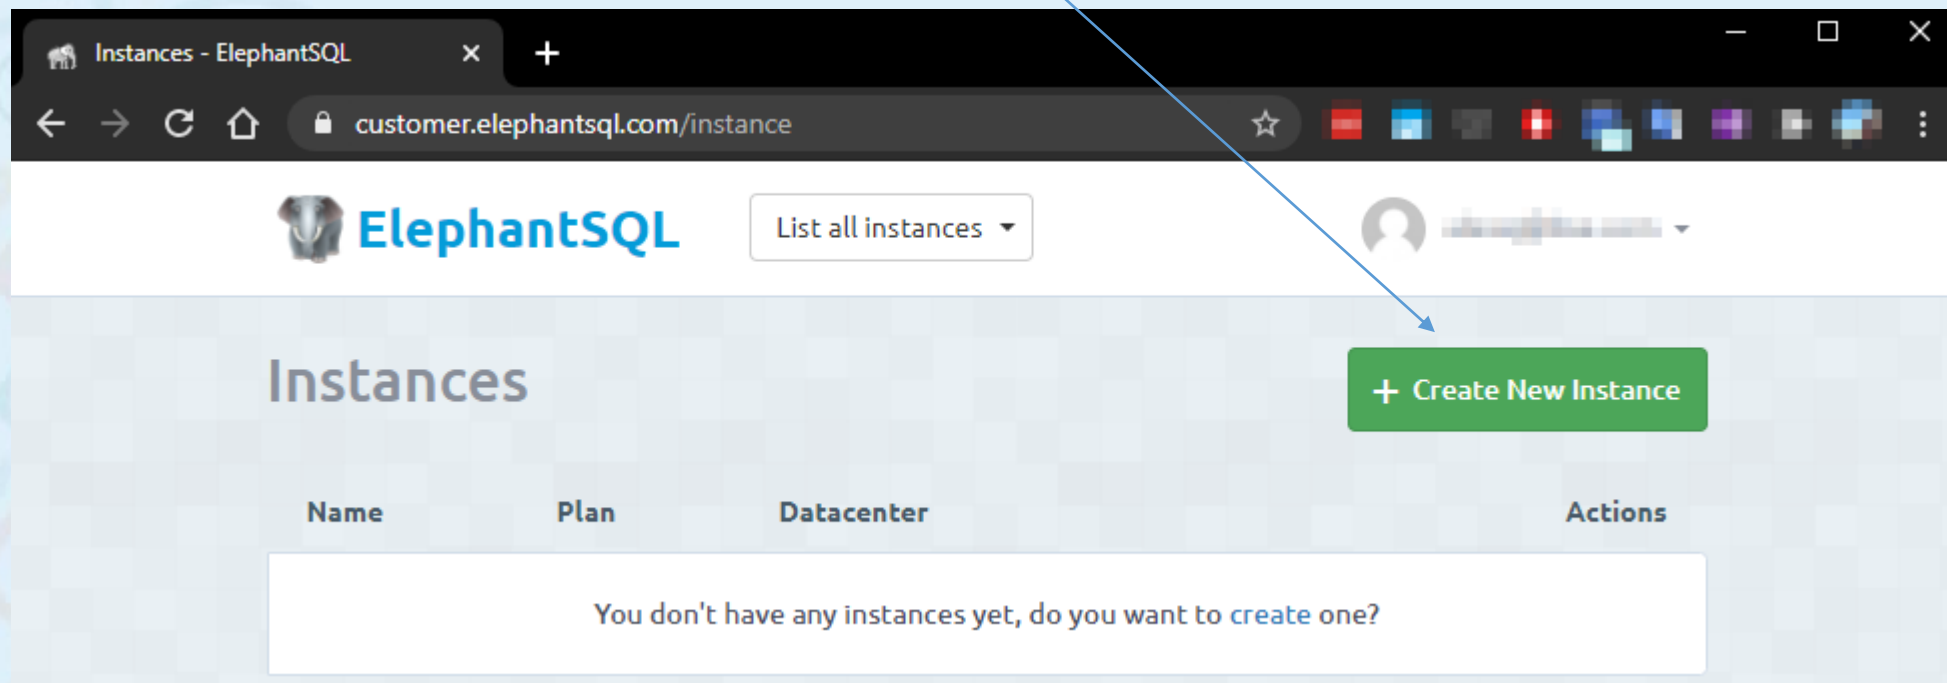 Instances - ElephantSQL
customer.elephantsql.com/instance
ElephantSQL
List all instances
Instances
+ Create New Instance
Name Plan Datacenter Actions
You don't have any instances yet, do you want to create one?